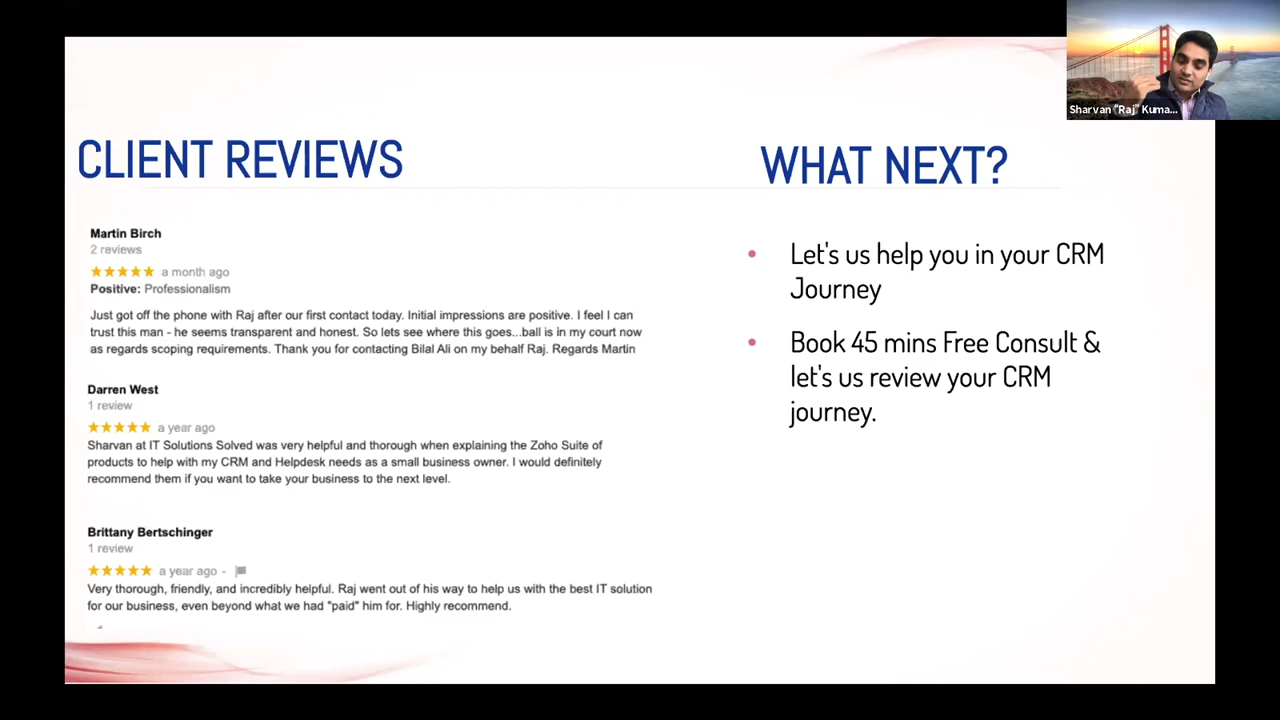 CLIENT REVIEWS
Martin Birch
2 reviews
a month ago
Positive: Professionalism
Just got off the phone with Raj after our first contact today. Initial impressions are positive. I feel I can
trust this man - he seems transparent and honest. So lets see where this goes...ball is in my court now
as regards scoping requirements. Thank you for contacting Bilal Ali on my behalf Raj. Regards Martin
Darren West
1 review
a year ago
Sharvan at IT Solutions Solved was very helpful and thorough when explaining the Zoho Suite of
products to help with my CRM and Helpdesk needs as a small business owner. I would definitely
recommend them if you want to take your business to the next level.
Brittany Bertschinger
1 review
a year ago -
Very thorough, friendly, and incredibly helpful. Raj went out of his way to help us with the best IT solution
for our business, even beyond what we had "paid" him for. Highly recommend.
WHAT NEXT?
• Let's us help you in your CRM
Journey
• Book 45 mins Free Consult &
let's us review your CRM
journey.
Sharvan "Raj" Kuma...